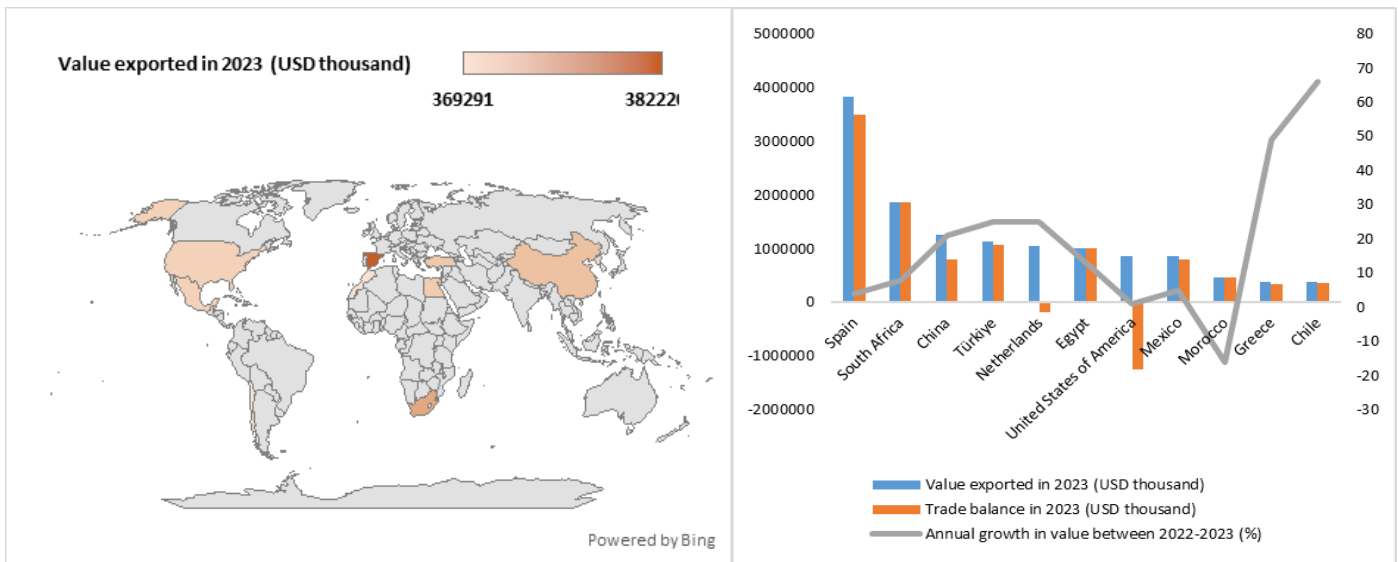 Value exported in 2023 (USD thousand)
369291
Powered by Bing
5000000
4000000
3000000
2000000
1000000
0
-1000000
-2000000
80
70
60
50
40
30
20
10
0
-10
-20
-30
Spain
South Africa
China
Türkiye
Netherlands
Egypt
United States of America
Mexico
Morocco
Greece
Chile
Value exported in 2023 (USD thousand)
Trade balance in 2023 (USD thousand)
Annual growth in value between 2022-2023 (%)